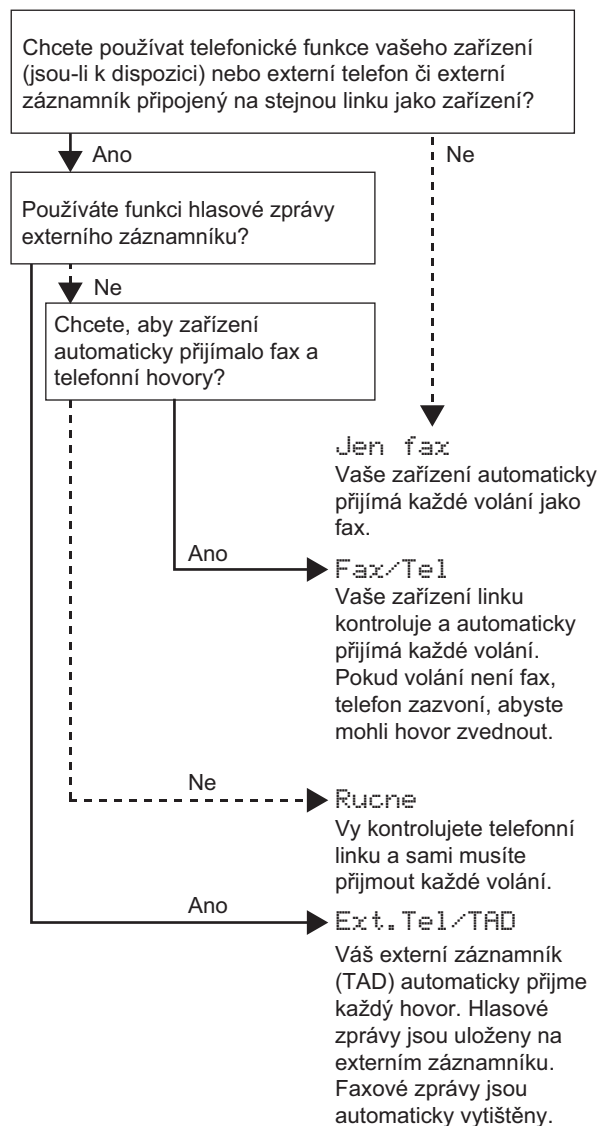 Chcete používat telefonické funkce vašeho zařízení
(jsou-li k dispozici) nebo externí telefon či externí
záznamník připojený na stejnou linku jako zařízení?
Ano
Ne
Používáte funkci hlasové zprávy
externího záznamníku?
Ne
Chcete, aby zařízení
automaticky přijímalo fax a
telefonní hovory?
Jen fax
Vaše zařízení automaticky
přijímá každé volání jako
fax.
Ano
Fax/Tel
Vaše zařízení linku
kontroluje a automaticky
přijímá každé volání.
Pokud volání není fax,
telefon zazvoní, abyste
mohli hovor zvednout.
Ne
Rucne
Vy kontrolujete telefonní
linku a sami musíte
přijmout každé volání.
Ano
Ext.Tel/TAD
Váš externí záznamník
(TAD) automaticky přijme
každý hovor. Hlasové
zprávy jsou uloženy na
externím záznamníku.
Faxové zprávy jsou
automaticky vytištěny.